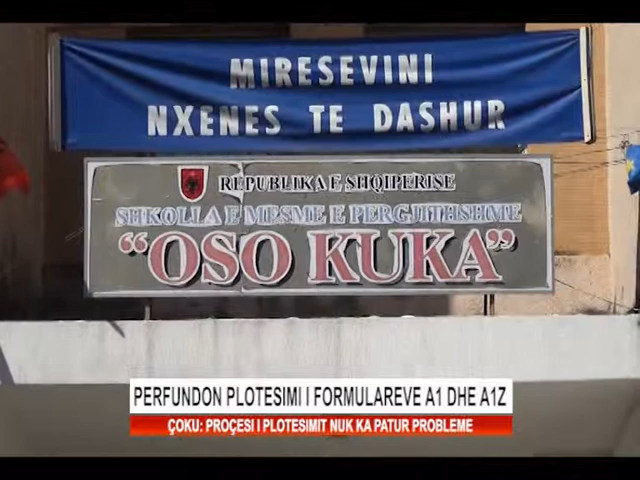 MIRESEVINI
NXENES TE DASHUR
REPUBLIKA E SHQIPERISE
SHKOLLA E MESME E PERGJITHSHME
"OSO KUKA"
PERFUNDON PLOTESIMI I FORMULAREVE A1 DHE A1Z
ÇOKU: PROÇESI I PLOTESIMIT NUK KA PATUR PROBLEME